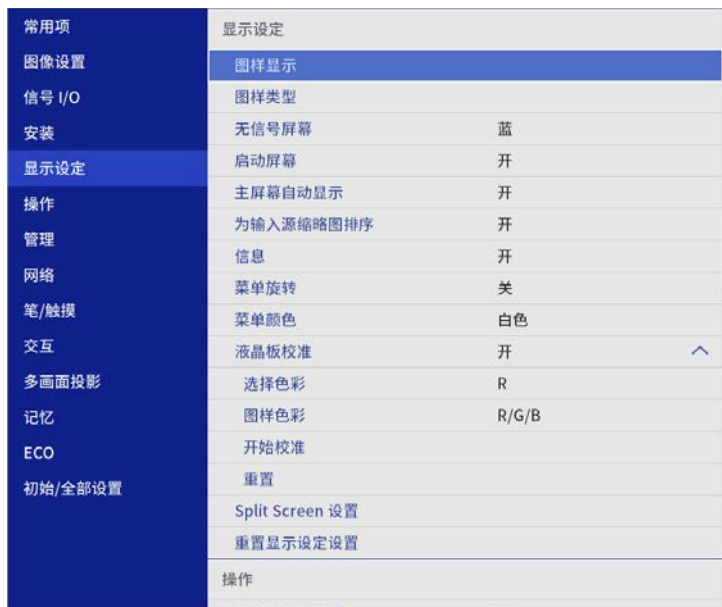 常用项
图像设置
信号 I/O
安装
显示设定
操作
管理
网络
笔/触摸
交互
多画面投影
记忆
ECO
初始/全部设置
显示设定
图样显示
图样类型
无信号屏幕 蓝
启动屏幕 开
主屏幕自动显示 开
为输入源缩略图排序 开
信息 开
菜单旋转 关
菜单颜色 白色
液晶板校准 开
选择色彩 R
图样色彩 R/G/B
开始校准
重置
Split Screen 设置
重置显示设定设置
操作